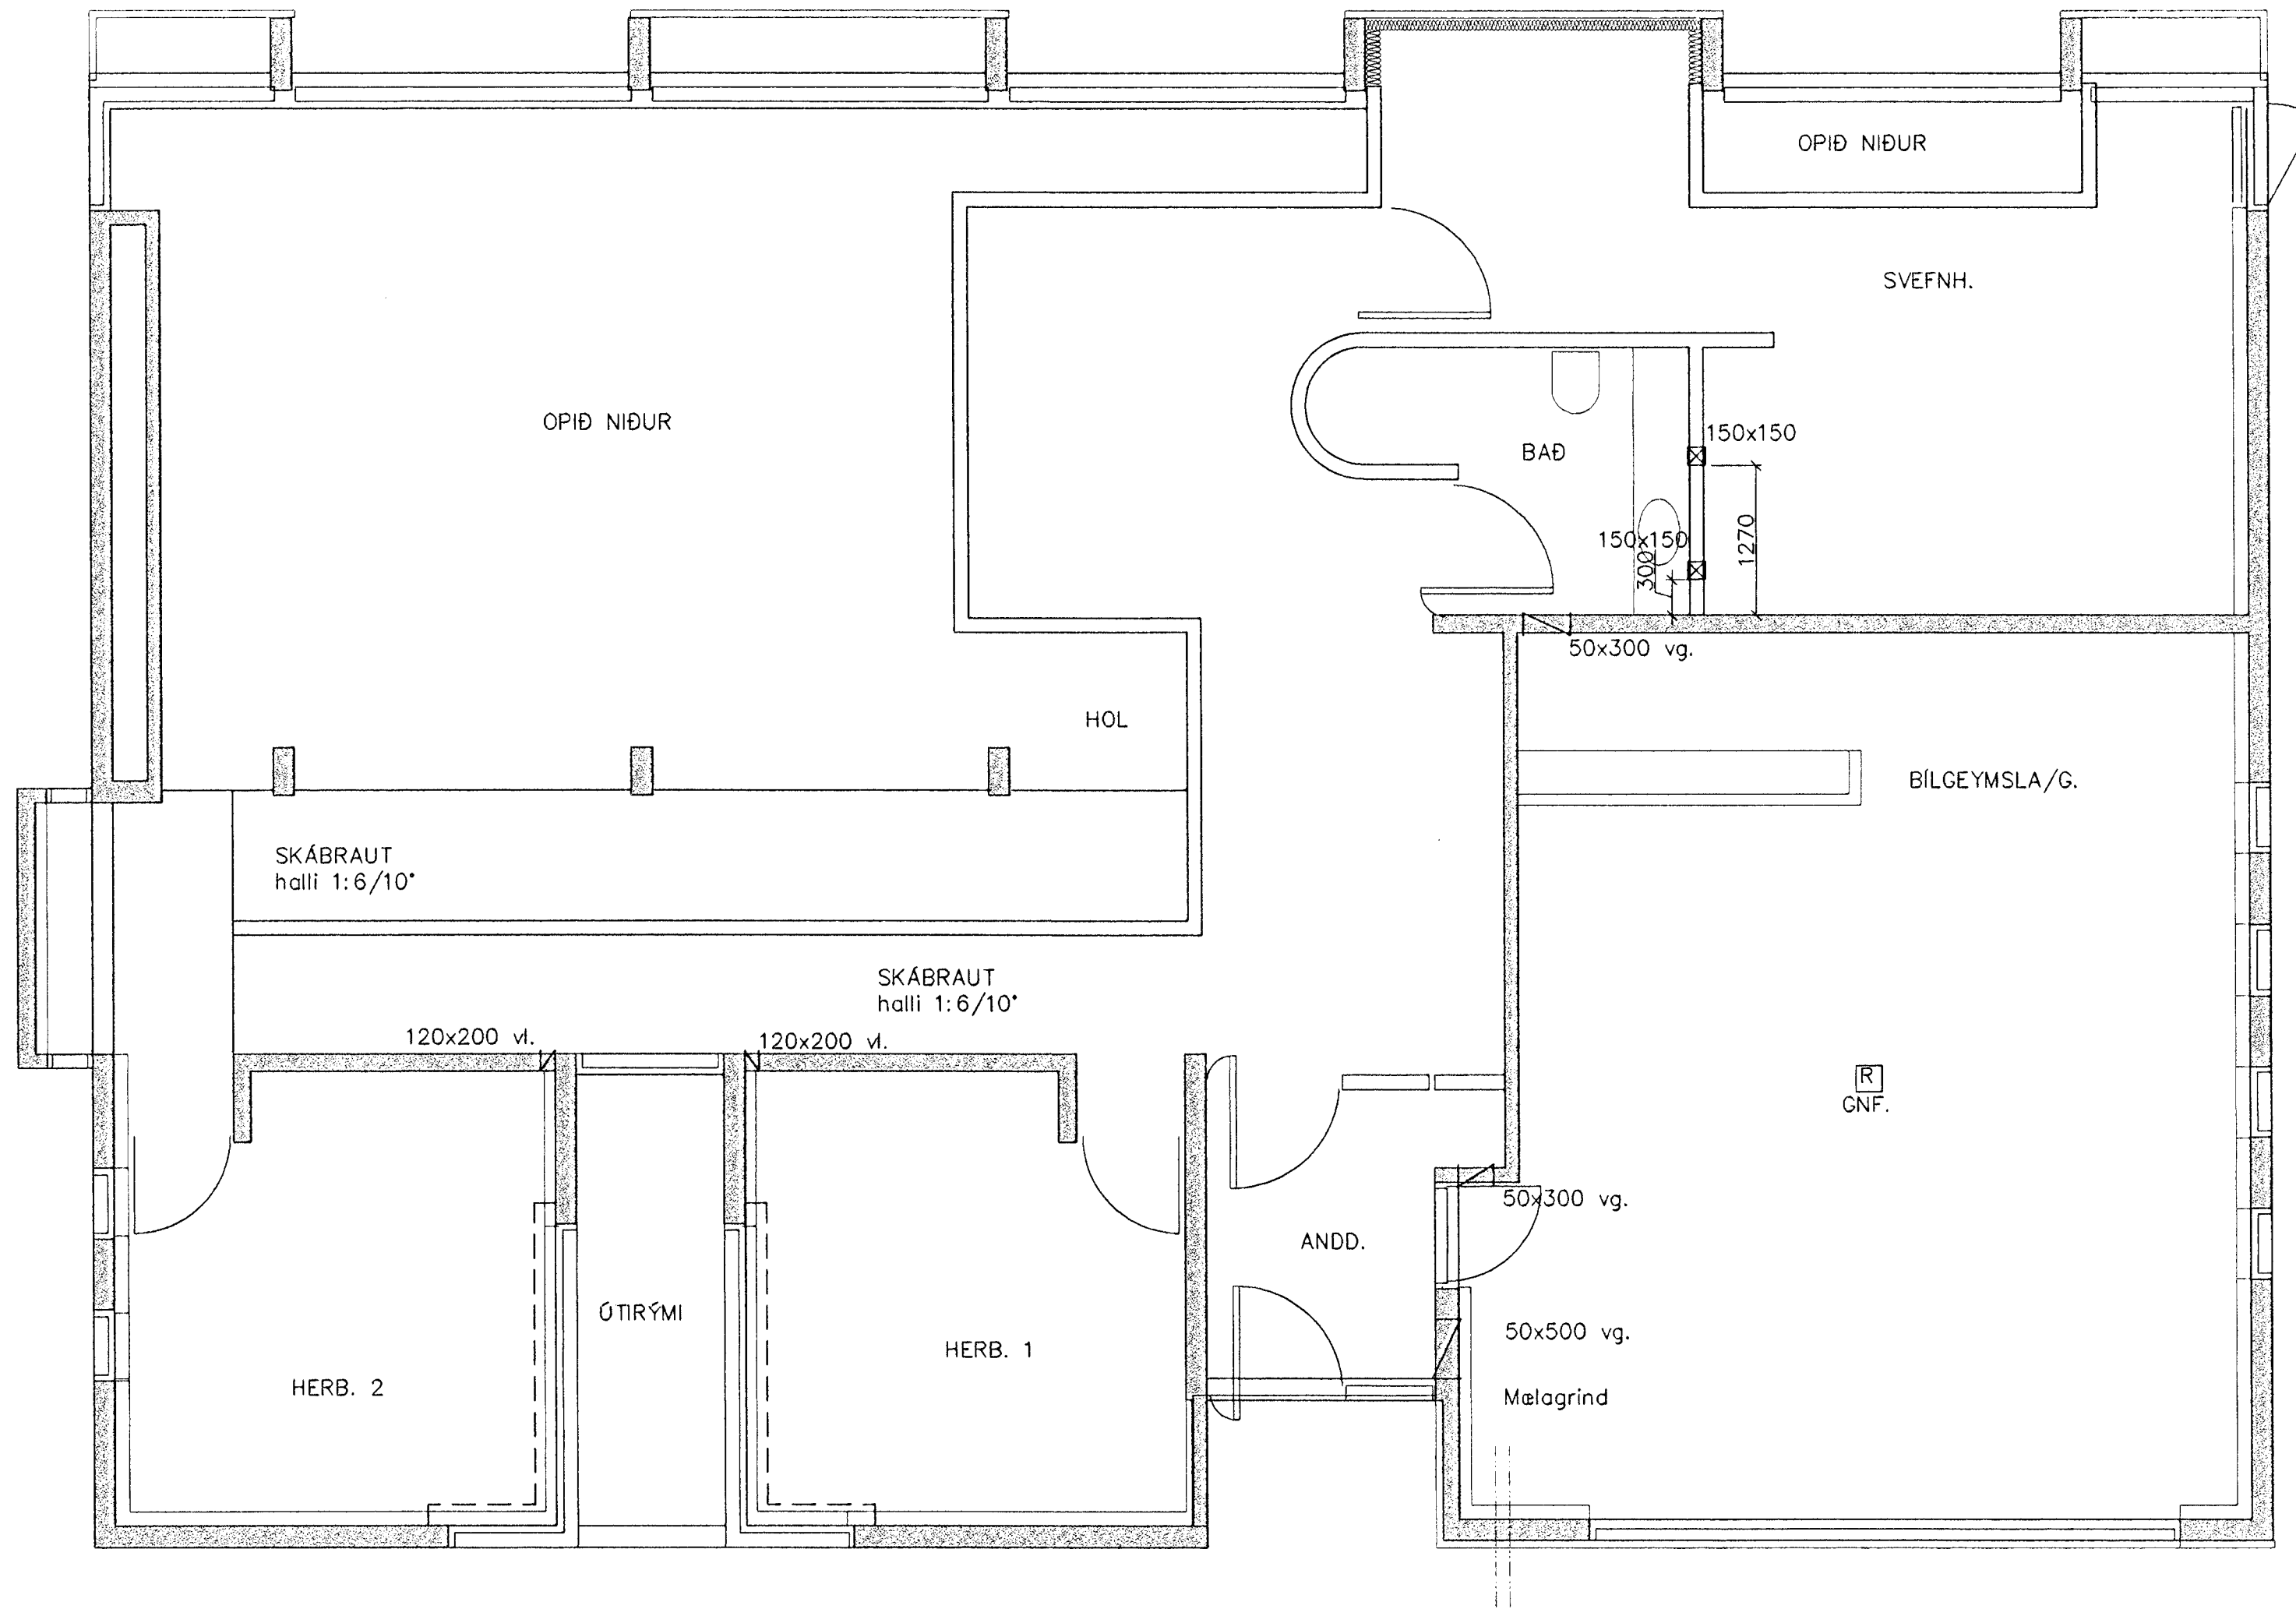 OPIÐ NIÐUR
SVEFNH.
OPIÐ NIÐUR
150x150
BAÐ
1270
150x150
300
50x300 vg.
HOL
BÍLGEYMSLA/G.
SKÁBRAUT
halli 1:6/10°
SKÁBRAUT
halli 1:6/10°
120x200 vl.
120x200 vl.
R
GNF.
50x300 vg.
ANDD.
ÚTIRÝMI
50x500 vg.
HERB. 1
HERB. 2
Mælagrind